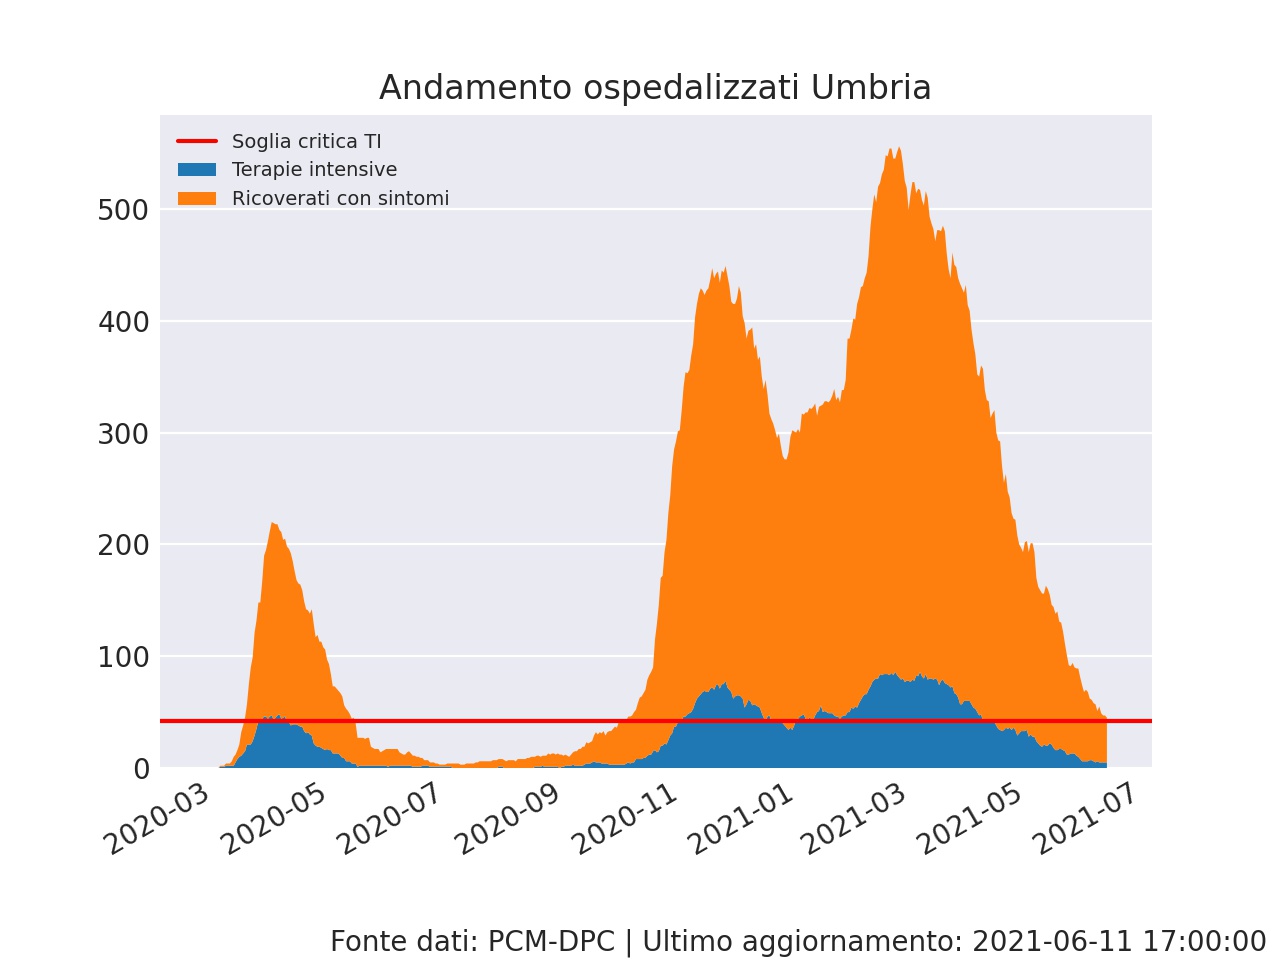 Andamento ospedalizzati Umbria
Soglia critica TI
Terapie intensive
Ricoverati con sintomi
500
400
300
200
100
0
2020-03 2020-05 2020-07 2020-09 2020-11 2021-01 2021-03 2021-05 2021-07
Fonte dati: PCM-DPC | Ultimo aggiornamento: 2021-06-11 17:00:00